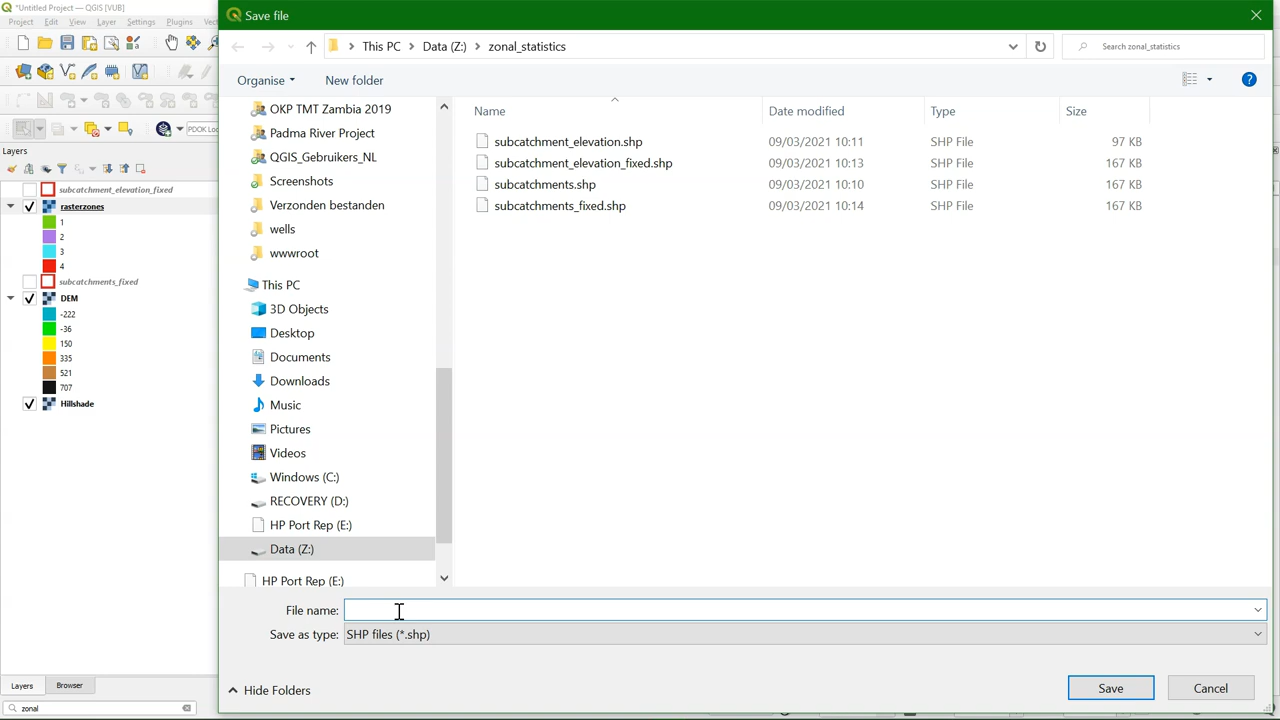 *Untitled Project — QGIS [VUB]
Project Edit View Layer Settings Plugins Vect
PDOK Loc
Layers
subcatchment_elevation_fixed
rasterzones
1
2
3
4
subcatchments_fixed
DEM
-222
-36
150
335
521
707
Hillshade
Layers Browser
zonal
Save file
This PC > Data (Z:) > zonal_statistics
Search zonal_statistics
Organise New folder
OKP TMT Zambia 2019
Padma River Project
QGIS_Gebruikers_NL
Screenshots
Verzonden bestanden
wells
wwwroot
This PC
3D Objects
Desktop
Documents
Downloads
Music
Pictures
Videos
Windows (C:)
RECOVERY (D:)
HP Port Rep (E:)
Data (Z:)
HP Port Rep (E:)
Name Date modified Type Size
subcatchment_elevation.shp 09/03/2021 10:11 SHP File 97 KB
subcatchment_elevation_fixed.shp 09/03/2021 10:13 SHP File 167 KB
subcatchments.shp 09/03/2021 10:10 SHP File 167 KB
subcatchments_fixed.shp 09/03/2021 10:14 SHP File 167 KB
File name:
Save as type: SHP files (*.shp)
Hide Folders
Save Cancel